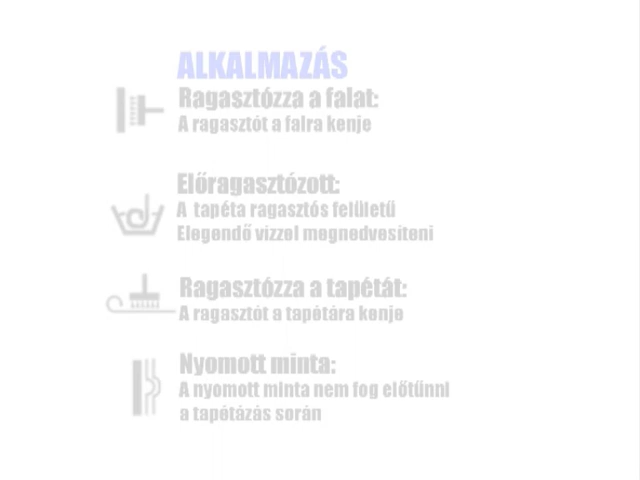 ALKALMAZÁS
Ragasztózza a falat:
A ragasztót a falra kenje
Előragasztózott:
A tapéta ragasztós felületű
Elegendő vízzel megnedvesíteni
Ragasztózza a tapétát:
A ragasztót a tapétára kenje
Nyomott minta:
A nyomott minta nem fog előtűnni
a tapétázás során